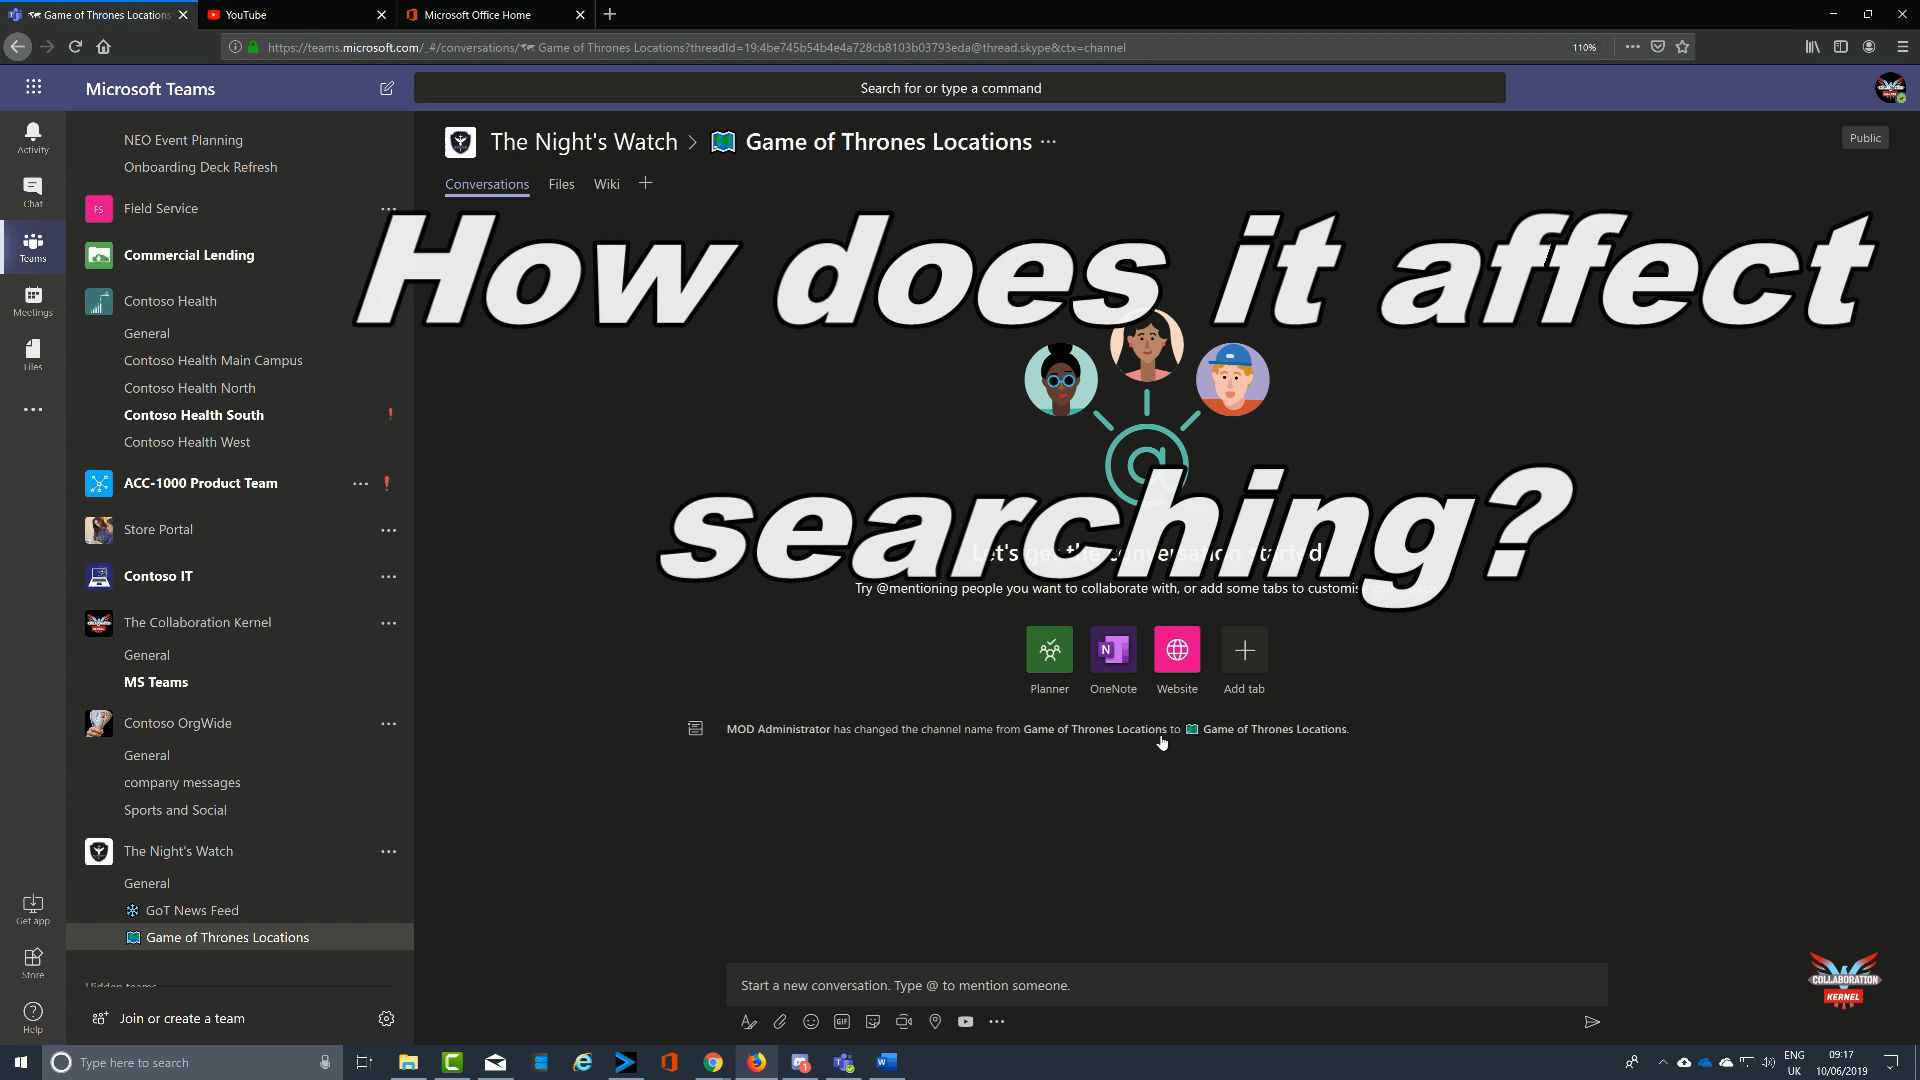 Game of Thrones Locations
YouTube
Microsoft Office Home
https://teams.microsoft.com/_#/conversations/🗺 Game of Thrones Locations?threadId=19:4be745b54b4e4a728cb8103b03793eda@thread.skype&ctx=channel
110%
Microsoft Teams
Search for or type a command
Activity
Chat
Teams
Meetings
Files
Get app
Store
Help
NEO Event Planning
Onboarding Deck Refresh
FS Field Service
Commercial Lending
Contoso Health
General
Contoso Health Main Campus
Contoso Health North
Contoso Health South
Contoso Health West
ACC-1000 Product Team
Store Portal
Contoso IT
The Collaboration Kernel
General
MS Teams
Contoso OrgWide
General
company messages
Sports and Social
The Night's Watch
General
GoT News Feed
Game of Thrones Locations
Hidden teams
Join or create a team
The Night's Watch > Game of Thrones Locations
Public
Conversations Files Wiki
How does it affect
searching?
Let's get the conversation started
Try @mentioning people you want to collaborate with, or add some tabs to
Planner OneNote Website Add tab
MOD Administrator has changed the channel name from Game of Thrones Locations to Game of Thrones Locations.
Start a new conversation. Type @ to mention someone.
GIF
COLLABORATION
KERNEL
Type here to search
ENG
UK
09:17
10/06/2019